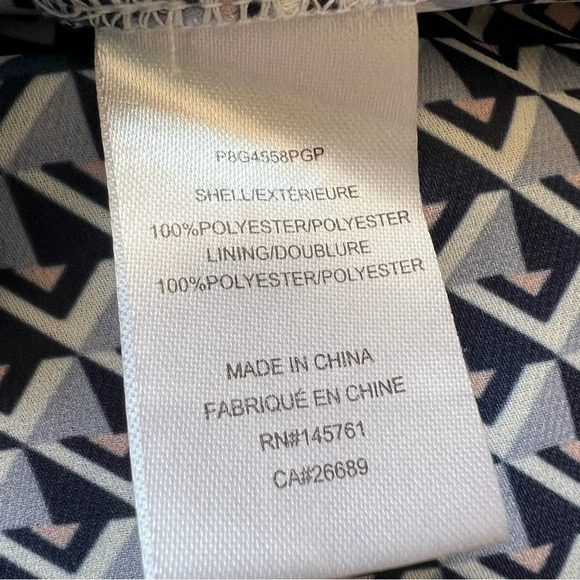 P8G4558PGP
SHELL/EXTÉRIEURE
100%POLYESTER/POLYESTER
LINING/DOUBLURE
100%POLYESTER/POLYESTER
MADE IN CHINA
FABRIQUÉ EN CHINE
RN#145761
CA#26689